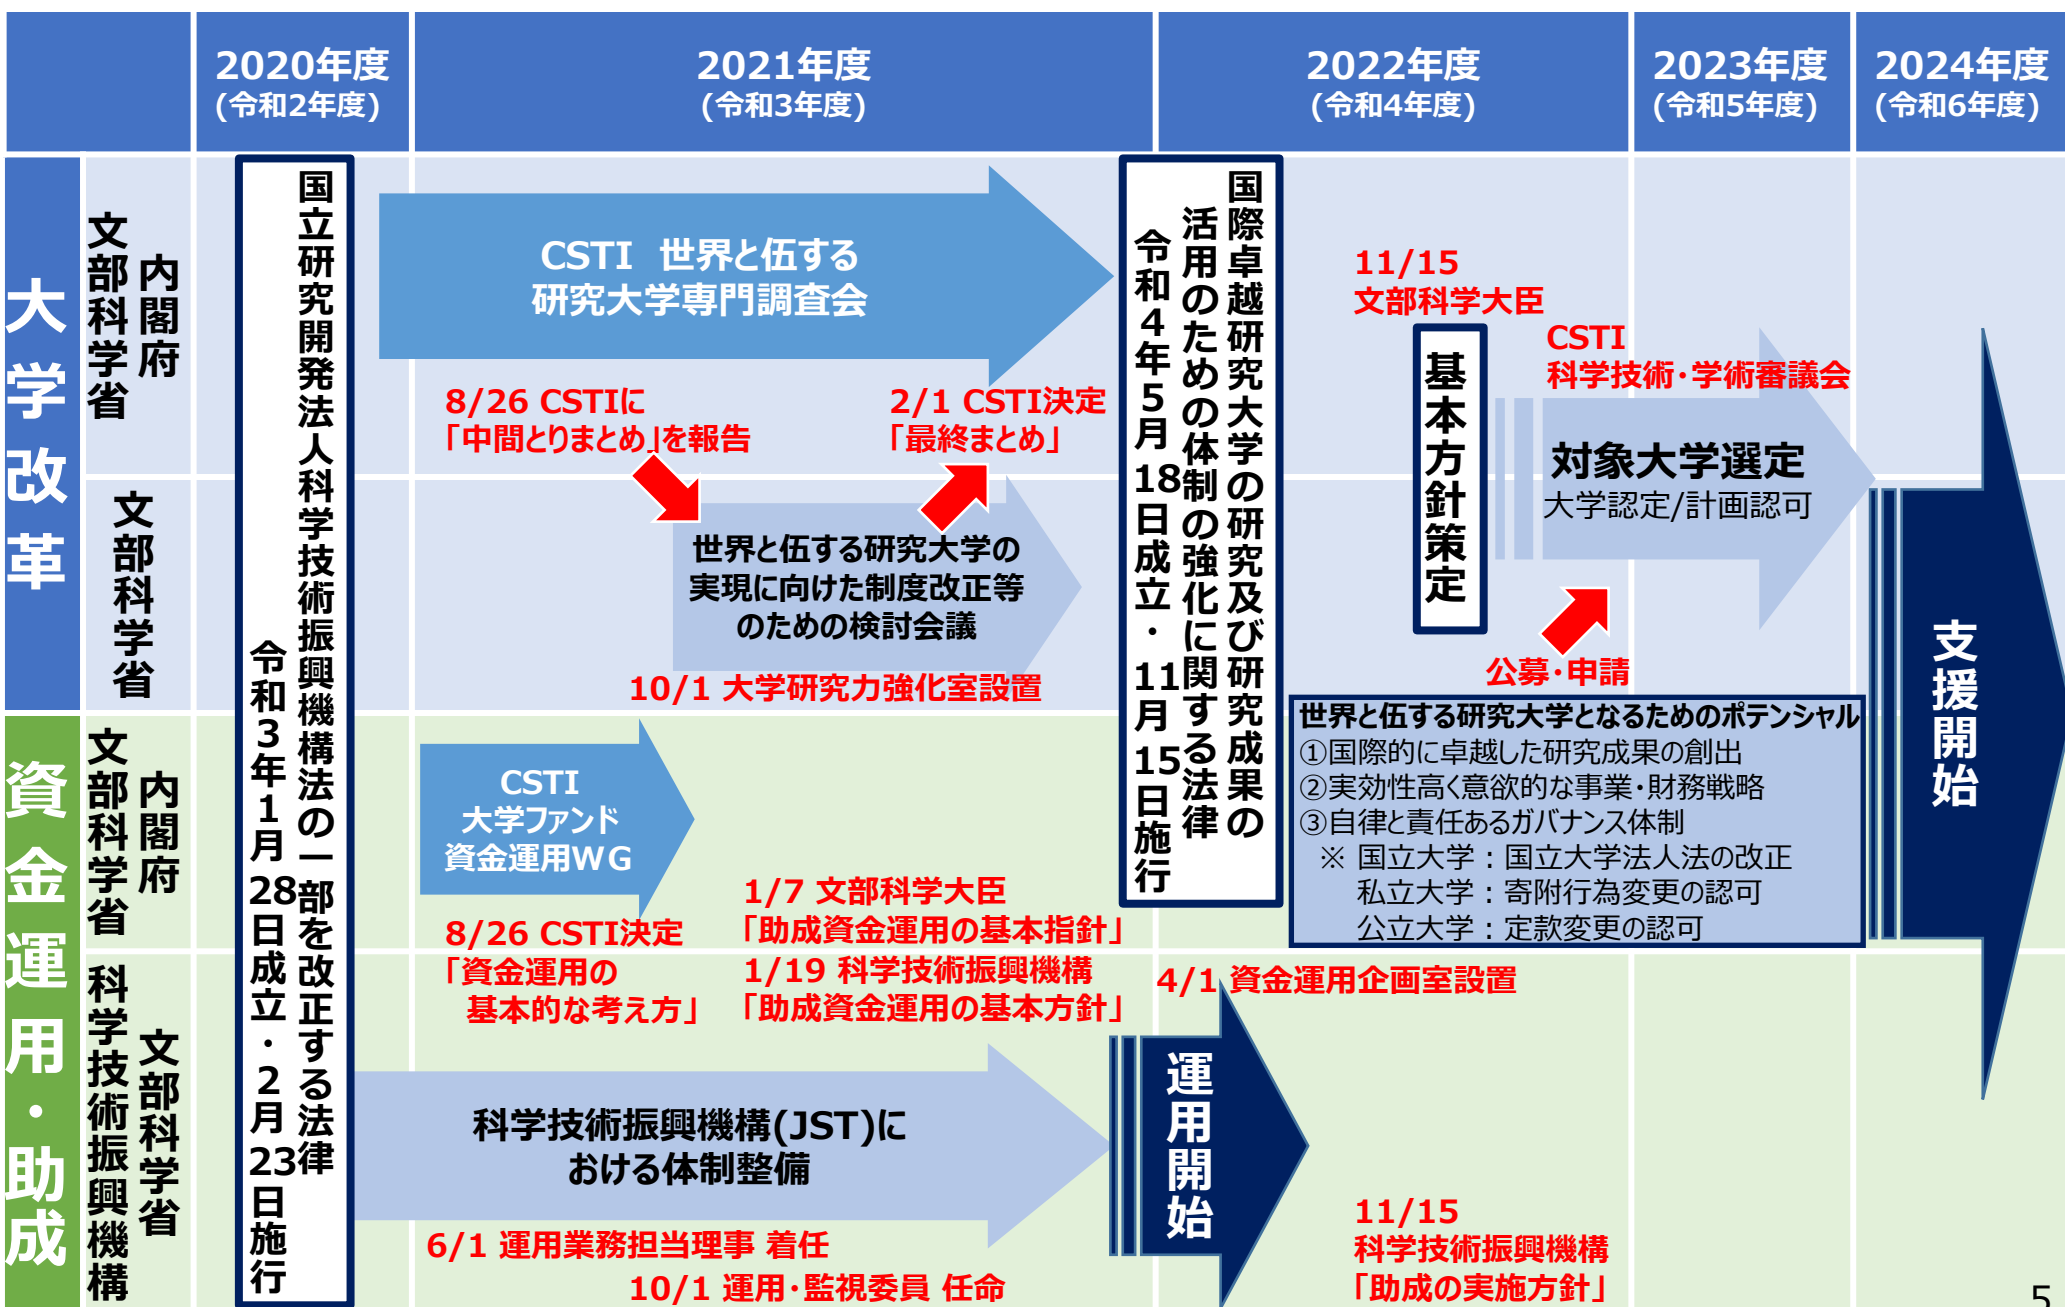 2020年度
(令和2年度)
2021年度
(令和3年度)
2022年度
(令和4年度)
2023年度
(令和5年度)
2024年度
(令和6年度)
大学改革
内閣府
文部科学省
文部科学省
資金運用・助成
内閣府
文部科学省
文部科学省
科学技術振興機構
国立研究開発法人科学技術振興機構法の一部を改正する法律
令和3年1月28日成立・2月23日施行
CSTI 世界と伍する
研究大学専門調査会
8/26 CSTIに
「中間とりまとめ」を報告
2/1 CSTI決定
「最終まとめ」
世界と伍する研究大学の
実現に向けた制度改正等
のための検討会議
10/1 大学研究力強化室設置
国際卓越研究大学の研究及び研究成果の
活用のための体制の強化に関する法律
令和4年5月18日成立・11月15日施行
11/15
文部科学大臣
基本方針策定
CSTI
科学技術・学術審議会
対象大学選定
大学認定/計画認可
公募・申請
世界と伍する研究大学となるためのポテンシャル
①国際的に卓越した研究成果の創出
②実効性高く意欲的な事業・財務戦略
③自律と責任あるガバナンス体制
※ 国立大学：国立大学法人法の改正
私立大学：寄附行為変更の認可
公立大学：定款変更の認可
支援開始
CSTI
大学ファンド
資金運用WG
8/26 CSTI決定
「資金運用の
基本的な考え方」
1/7 文部科学大臣
「助成資金運用の基本指針」
1/19 科学技術振興機構
「助成資金運用の基本方針」
4/1 資金運用企画室設置
科学技術振興機構(JST)に
おける体制整備
運用開始
6/1 運用業務担当理事 着任
10/1 運用・監視委員 任命
11/15
科学技術振興機構
「助成の実施方針」
5